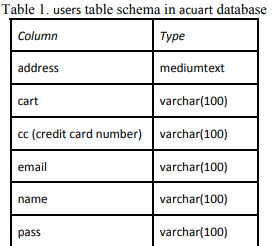 Table 1. users table schema in acuart database
Column Type
address mediumtext
cart varchar(100)
cc (credit card number) varchar(100)
email varchar(100)
name varchar(100)
pass varchar(100)